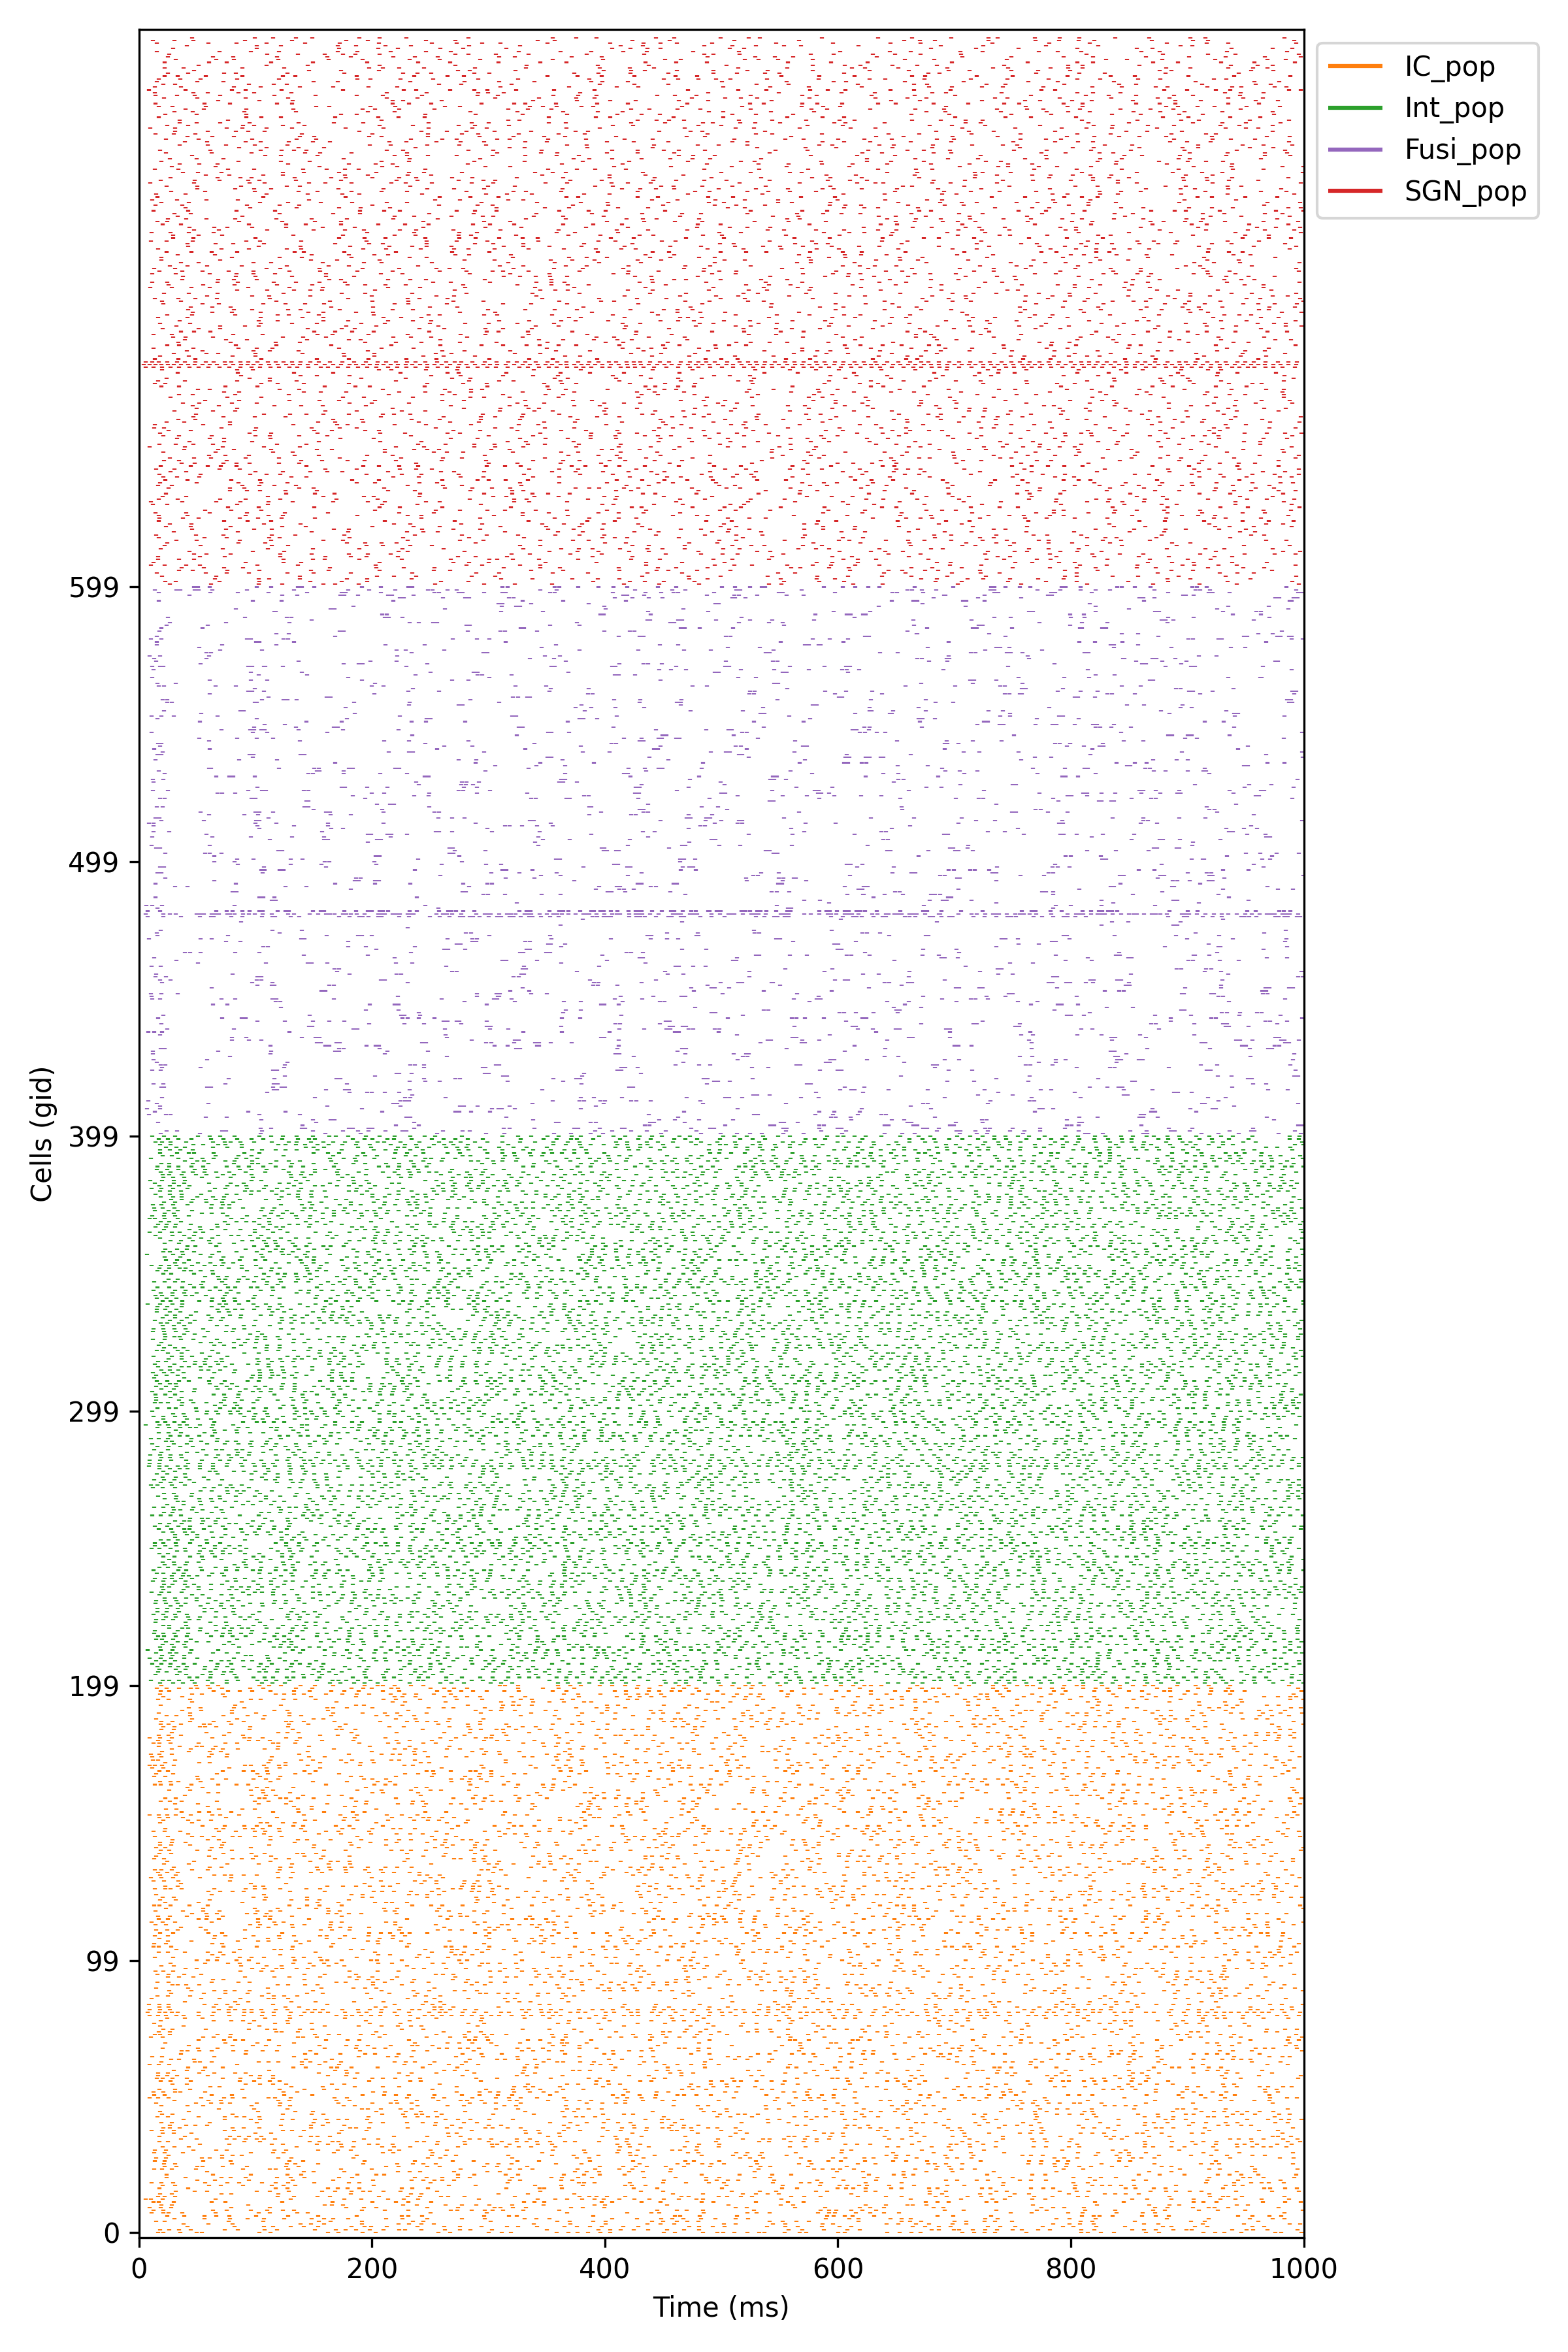 IC_pop
Int_pop
Fusi_pop
SGN_pop
599
499
399
299
199
99
0
Cells (gid)
0 200 400 600 800 1000
Time (ms)